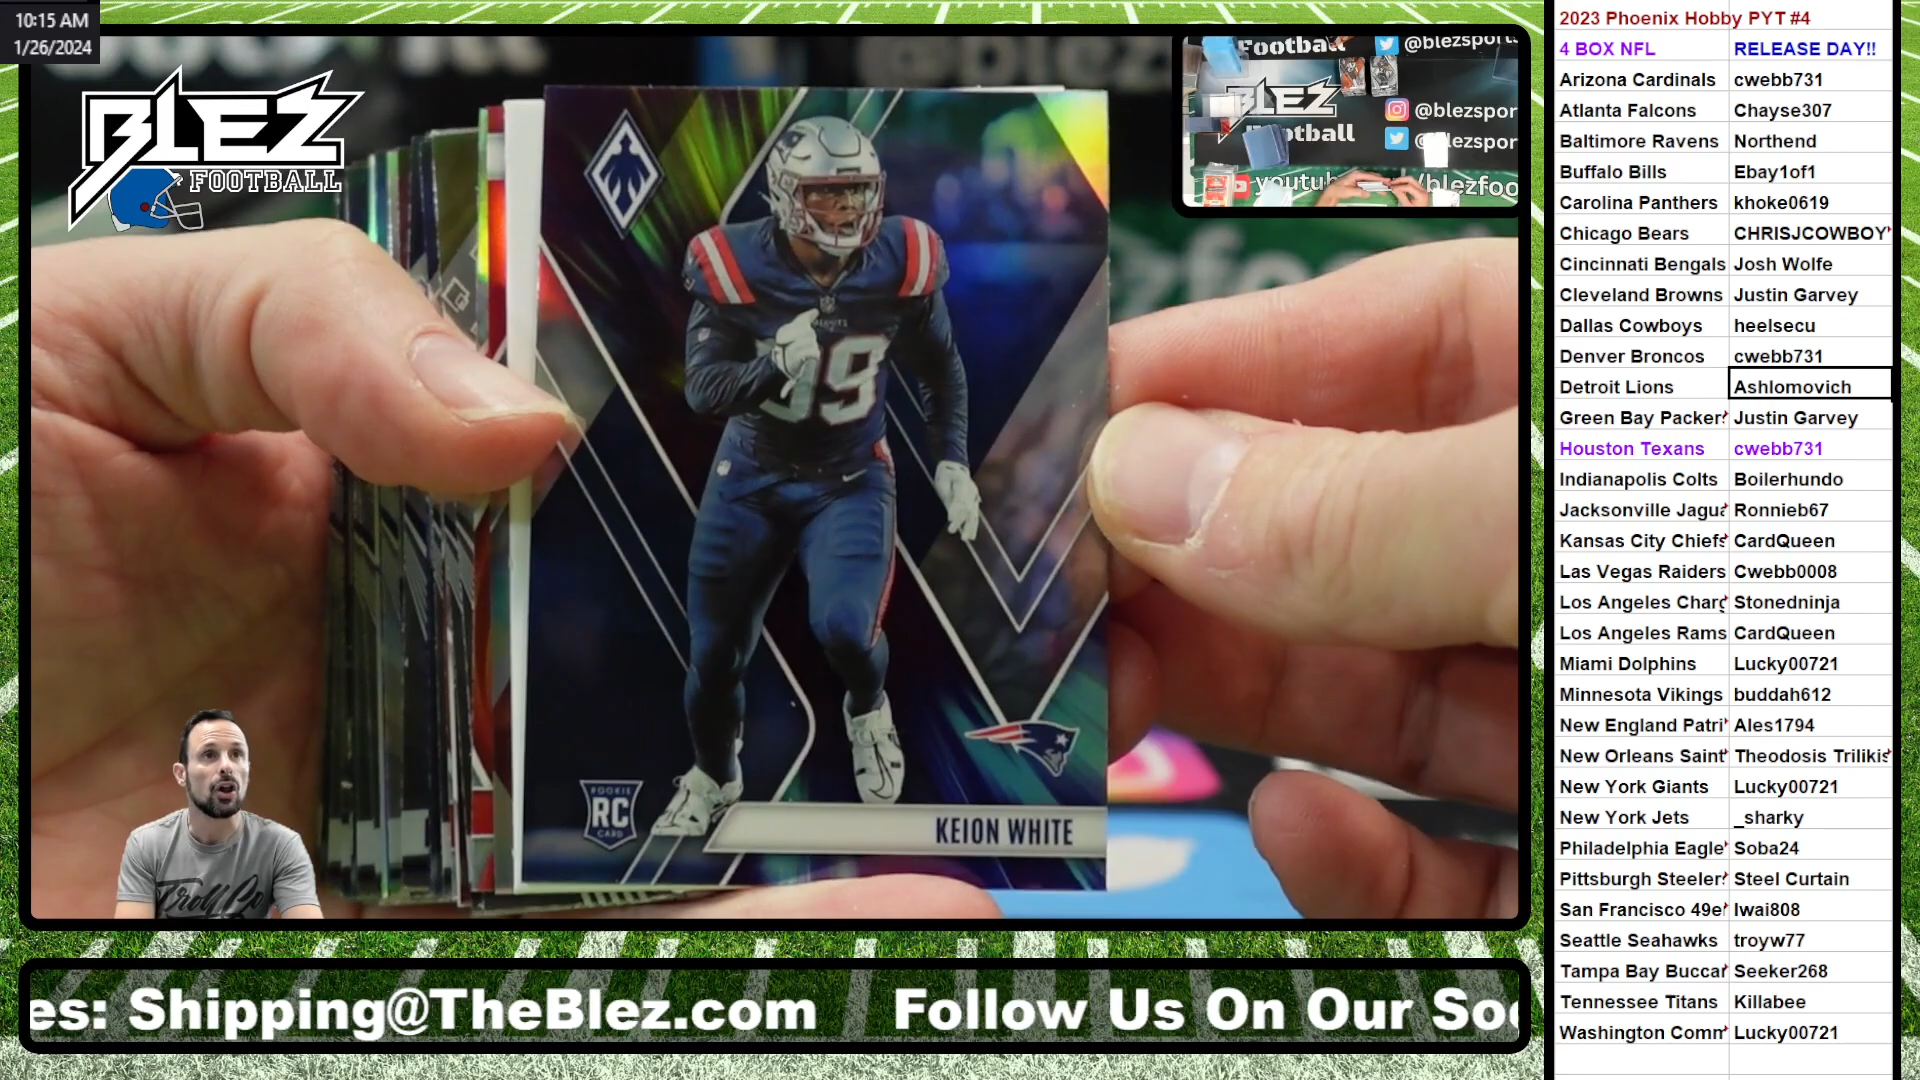 10:15 AM
1/26/2024
BLEZ
FOOTBALL
Football
@blezsport
BLEZ
@blezspor
otball
lezspor
youtub
/blezfoo
99
ROOKIE
RC
CARD
KEION WHITE
es: Shipping@TheBlez.com Follow Us On Our So
2023 Phoenix Hobby PYT #4
4 BOX NFL RELEASE DAY!!
Arizona Cardinals cwebb731
Atlanta Falcons Chayse307
Baltimore Ravens Northend
Buffalo Bills Ebay1of1
Carolina Panthers khoke0619
Chicago Bears CHRISJCOWBOY
Cincinnati Bengals Josh Wolfe
Cleveland Browns Justin Garvey
Dallas Cowboys heelsecu
Denver Broncos cwebb731
Detroit Lions Ashlomovich
Green Bay Packer Justin Garvey
Houston Texans cwebb731
Indianapolis Colts Boilerhundo
Jacksonville Jagua Ronnieb67
Kansas City Chiefs CardQueen
Las Vegas Raiders Cwebb0008
Los Angeles Charg Stonedninja
Los Angeles Rams CardQueen
Miami Dolphins Lucky00721
Minnesota Vikings buddah612
New England Patri Ales1794
New Orleans Saint Theodosis Trilikis
New York Giants Lucky00721
New York Jets _sharky
Philadelphia Eagle Soba24
Pittsburgh Steeler Steel Curtain
San Francisco 49e Iwai808
Seattle Seahawks troyw77
Tampa Bay Buccar Seeker268
Tennessee Titans Killabee
Washington Comm Lucky00721